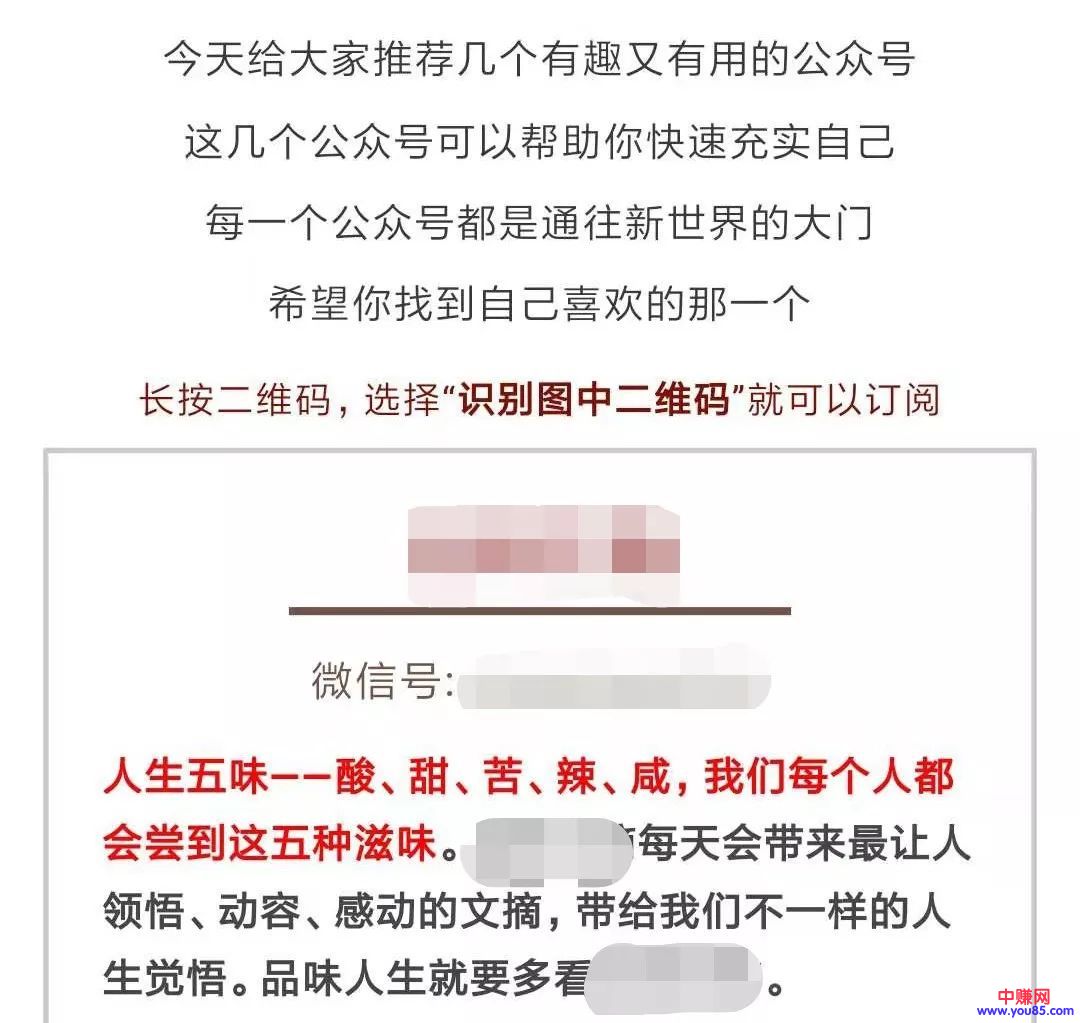 今天给大家推荐几个有趣又有用的公众号
这几个公众号可以帮助你快速充实自己
每一个公众号都是通往新世界的大门
希望你找到自己喜欢的那一个
长按二维码，选择“识别图中二维码”就可以订阅
微信号:
人生五味——酸、甜、苦、辣、咸，我们每个人都
会尝到这五种滋味。每天会带来最让人
领悟、动容、感动的文摘，带给我们不一样的人
生觉悟。品味人生就要多看。
中赚网
www.you85.com